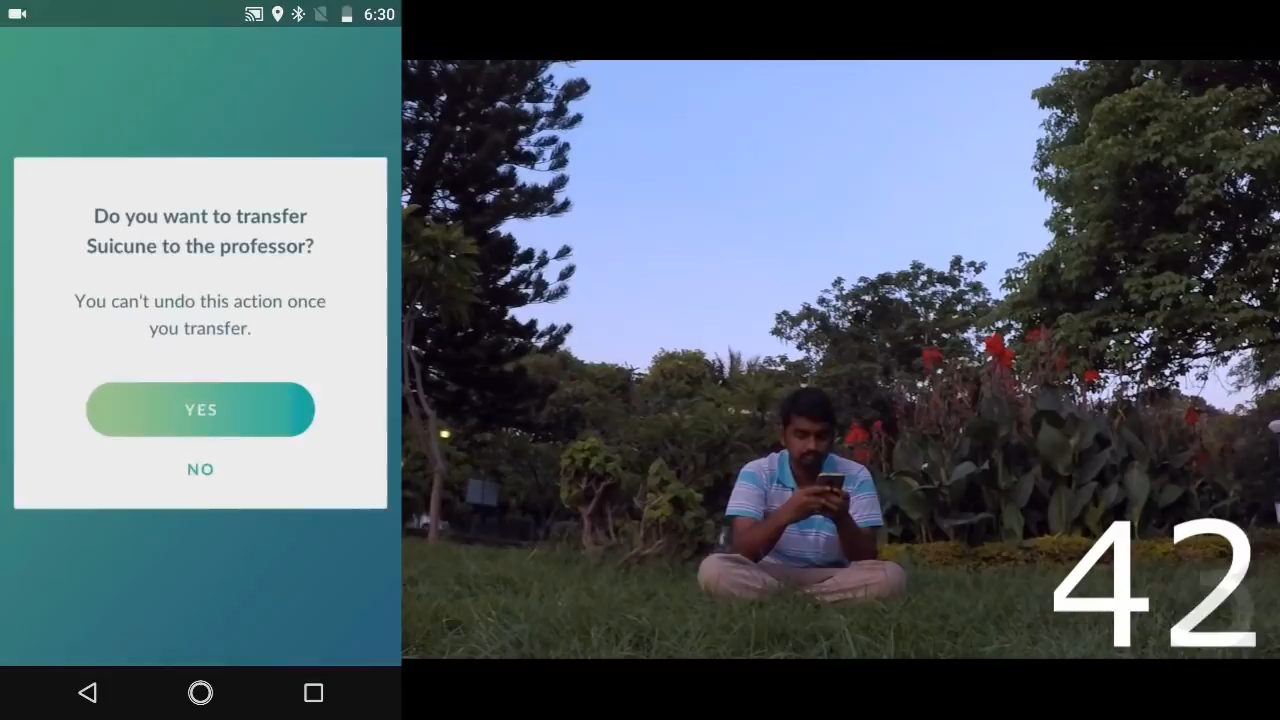 6:30
Do you want to transfer
Suicune to the professor?
You can't undo this action once
you transfer.
YES
NO
42